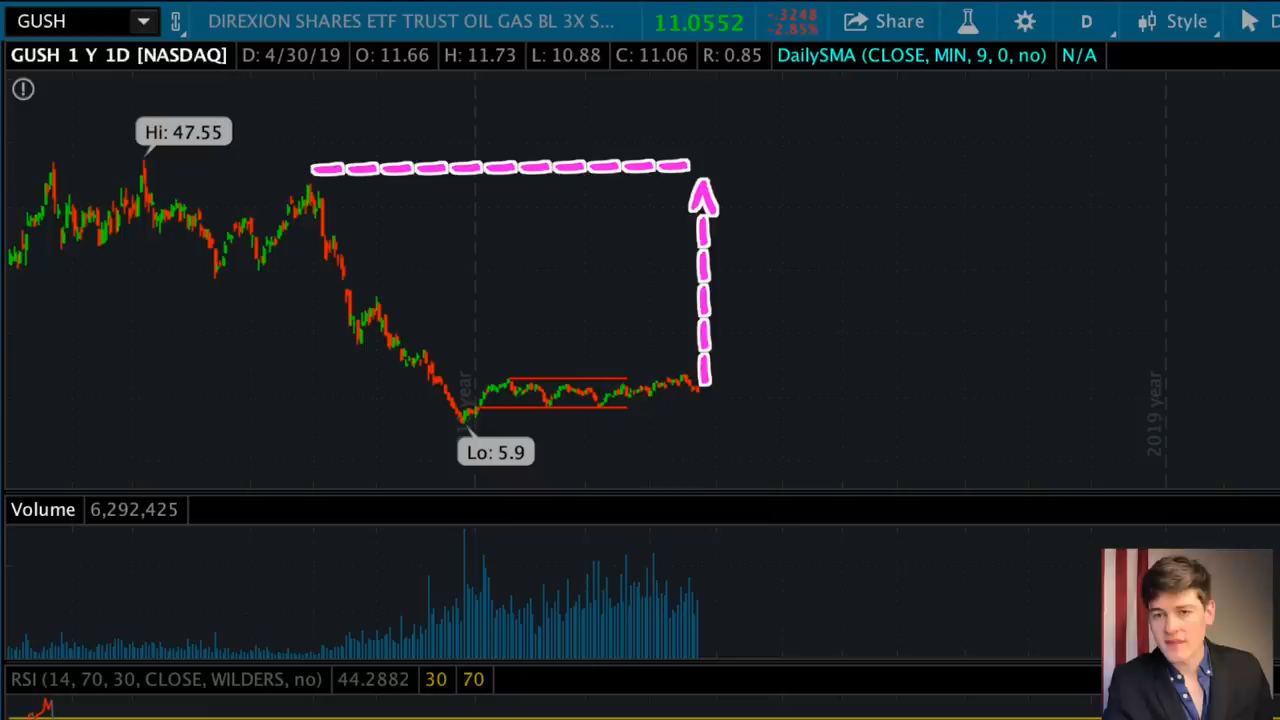 GUSH DIREXION SHARES ETF TRUST OIL GAS BL 3X S... 11.0552 -.3248 -2.85% Share D Style
GUSH 1 Y 1D [NASDAQ] D: 4/30/19 O: 11.66 H: 11.73 L: 10.88 C: 11.06 R: 0.85 DailySMA (CLOSE, MIN, 9, 0, no) N/A
Hi: 47.55
year
2019 year
Lo: 5.9
Volume 6,292,425
RSI (14, 70, 30, CLOSE, WILDERS, no) 44.2882 30 70